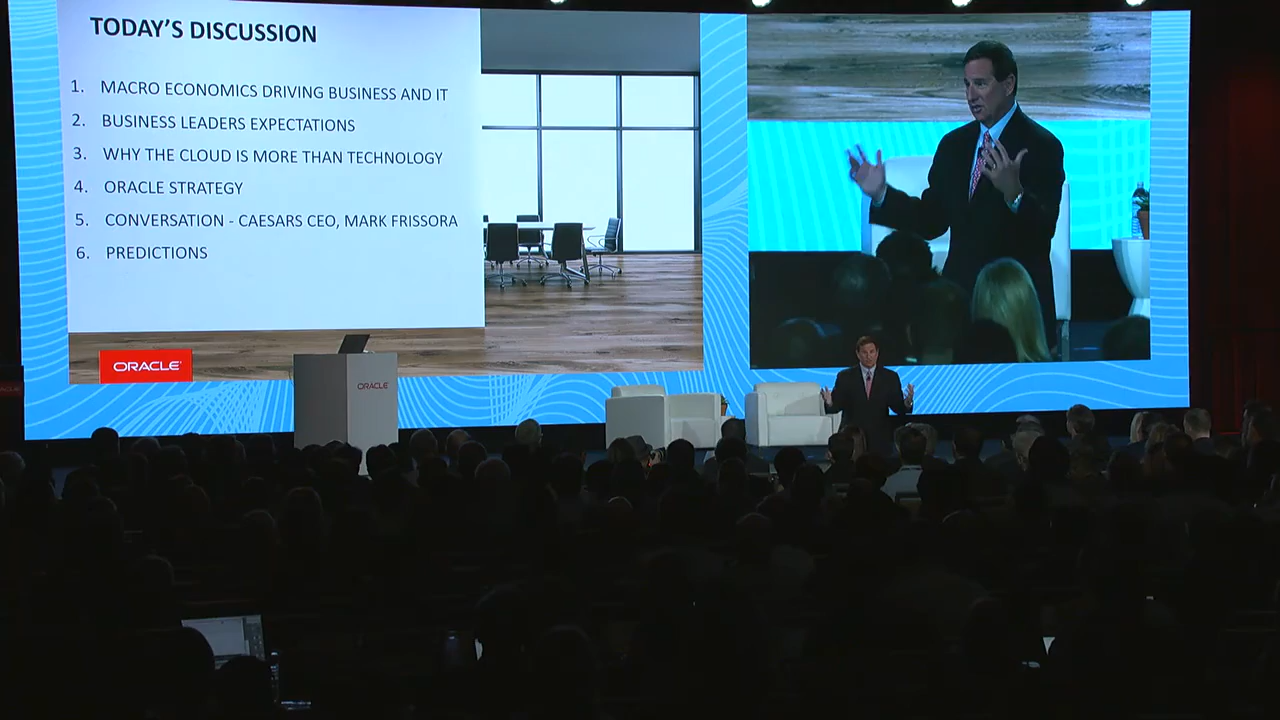 TODAY'S DISCUSSION
1. MACRO ECONOMICS DRIVING BUSINESS AND IT
2. BUSINESS LEADERS EXPECTATIONS
3. WHY THE CLOUD IS MORE THAN TECHNOLOGY
4. ORACLE STRATEGY
5. CONVERSATION - CAESARS CEO, MARK FRISSORA
6. PREDICTIONS
ORACLE
ORACLE